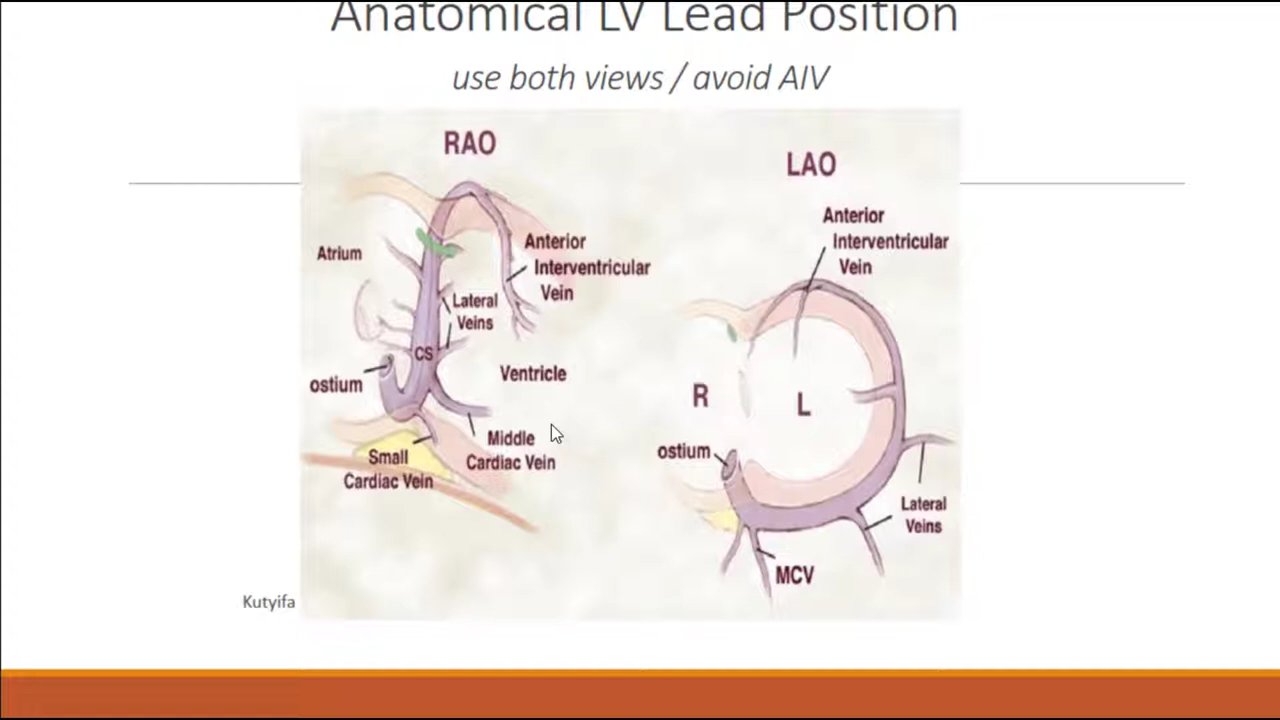 Anatomical LV Lead Position
use both views / avoid AIV
RAO
Atrium
Anterior
Interventricular
Vein
Lateral
Veins
CS
ostium
Ventricle
Middle
Cardiac Vein
Small
Cardiac Vein
LAO
Anterior
Interventricular
Vein
R
L
ostium
Lateral
Veins
MCV
Kutyifa